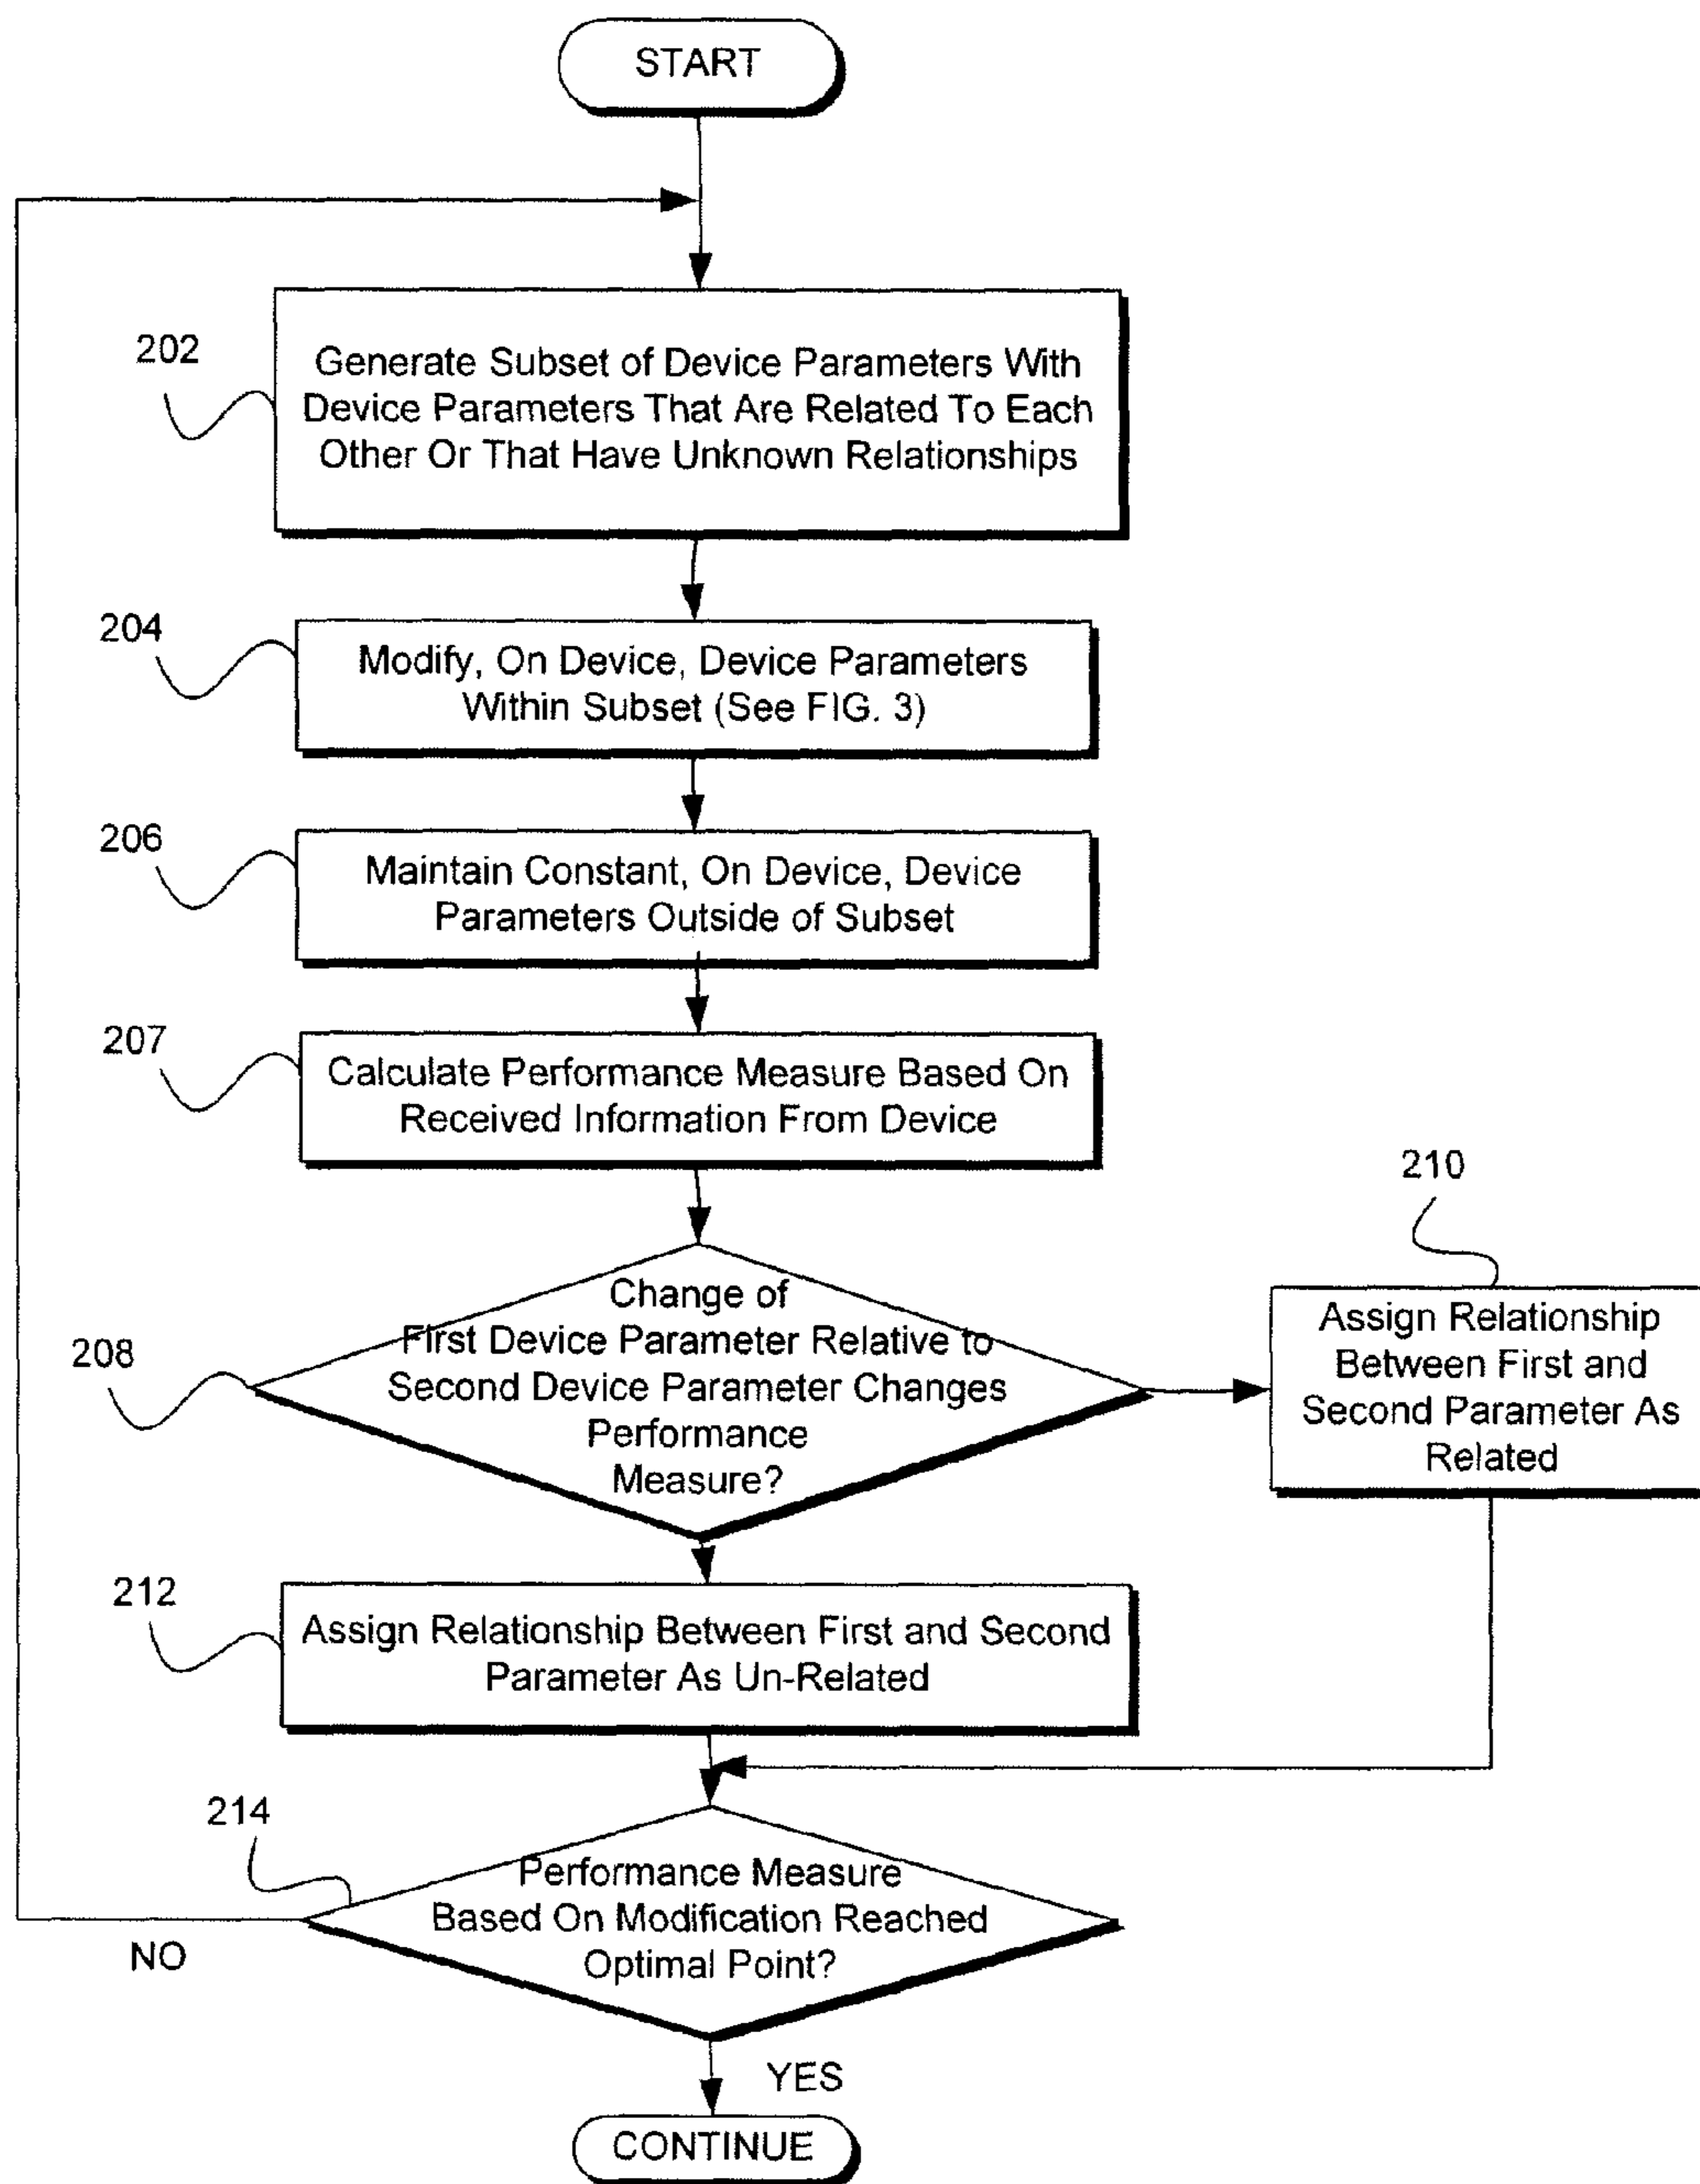 START
202
Generate Subset of Device Parameters With
Device Parameters That Are Related To Each
Other Or That Have Unknown Relationships
204
Modify, On Device, Device Parameters
Within Subset (See FIG. 3)
206
Maintain Constant, On Device, Device
Parameters Outside of Subset
207
Calculate Performance Measure Based On
Received Information From Device
208
Change of
First Device Parameter Relative to
Second Device Parameter Changes
Performance
Measure?
210
Assign Relationship
Between First and
Second Parameter As
Related
212
Assign Relationship Between First and Second
Parameter As Un-Related
214
Performance Measure
Based On Modification Reached
Optimal Point?
NO
YES
CONTINUE